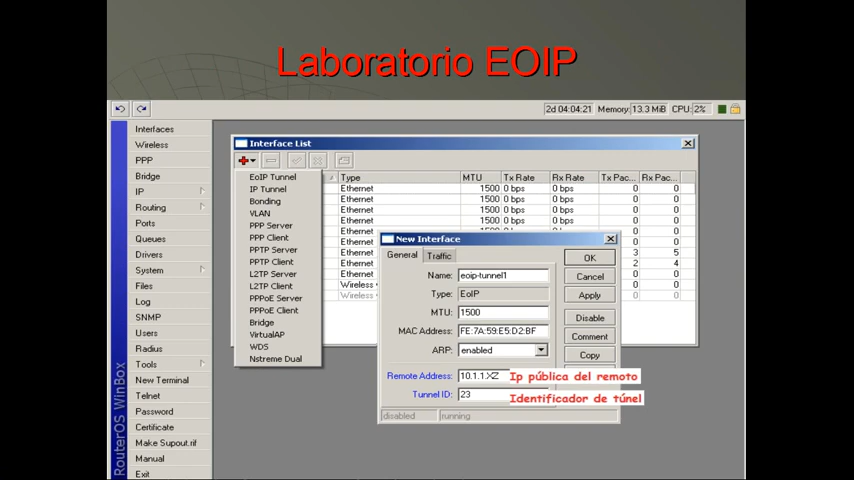 Laboratorio EOIP
2d 04:04:21 Memory: 13.3 MiB CPU: 2%
Interfaces
Wireless
PPP
Bridge
IP
Routing
Ports
Queues
Drivers
System
Files
Log
SNMP
Users
Radius
Tools
New Terminal
Telnet
Password
Certificate
Make Supout.rif
Manual
Exit
RouterOS WinBox
Interface List
EoIP Tunnel
IP Tunnel
Bonding
VLAN
PPP Server
PPP Client
PPTP Server
PPTP Client
L2TP Server
L2TP Client
PPPoE Server
PPPoE Client
Bridge
VirtualAP
WDS
Nstreme Dual
Type MTU Tx Rate Rx Rate Tx Pac... Rx Pac...
Ethernet 1500 0 bps 0 bps 0 0
Ethernet 1500 0 bps 0 bps 0 0
Ethernet 1500 0 bps 0 bps 0 0
Ethernet 1500 0 bps 0 bps 0 0
Ethernet 0 0
Ethernet 0 0
Ethernet 3 5
Ethernet 2 4
Wireless 0 0
Wireless 0 0
New Interface
General Traffic
Name: eoip-tunnel1
Type: EoIP
MTU: 1500
MAC Address: FE:7A:59:E5:D2:BF
ARP: enabled
Remote Address: 10.1.1.XZ Ip pública del remoto
Tunnel ID: 23 Identificador de túnel
disabled running
OK
Cancel
Apply
Disable
Comment
Copy